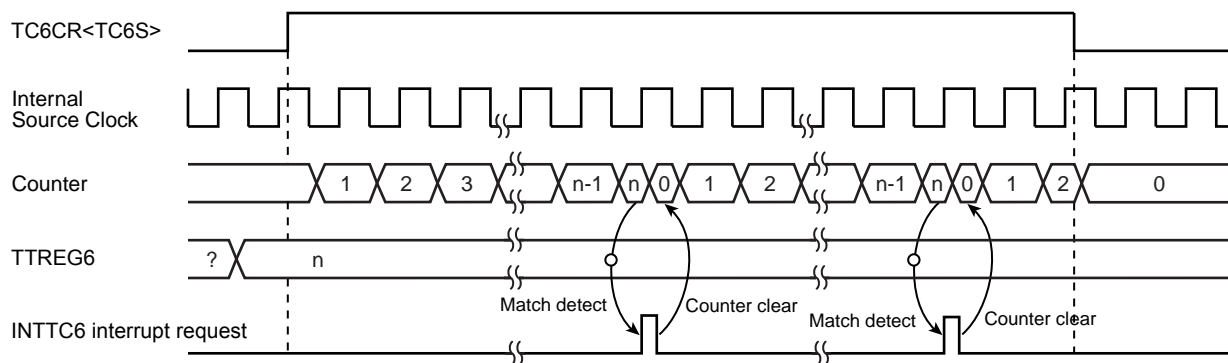 TC6CR<TC6S>
Internal
Source Clock
Counter
1 2 3 n-1 n 0 1 2 n-1 n 0 1 2 0
TTREG6
? n
Match detect Counter clear Match detect Counter clear
INTTC6 interrupt request